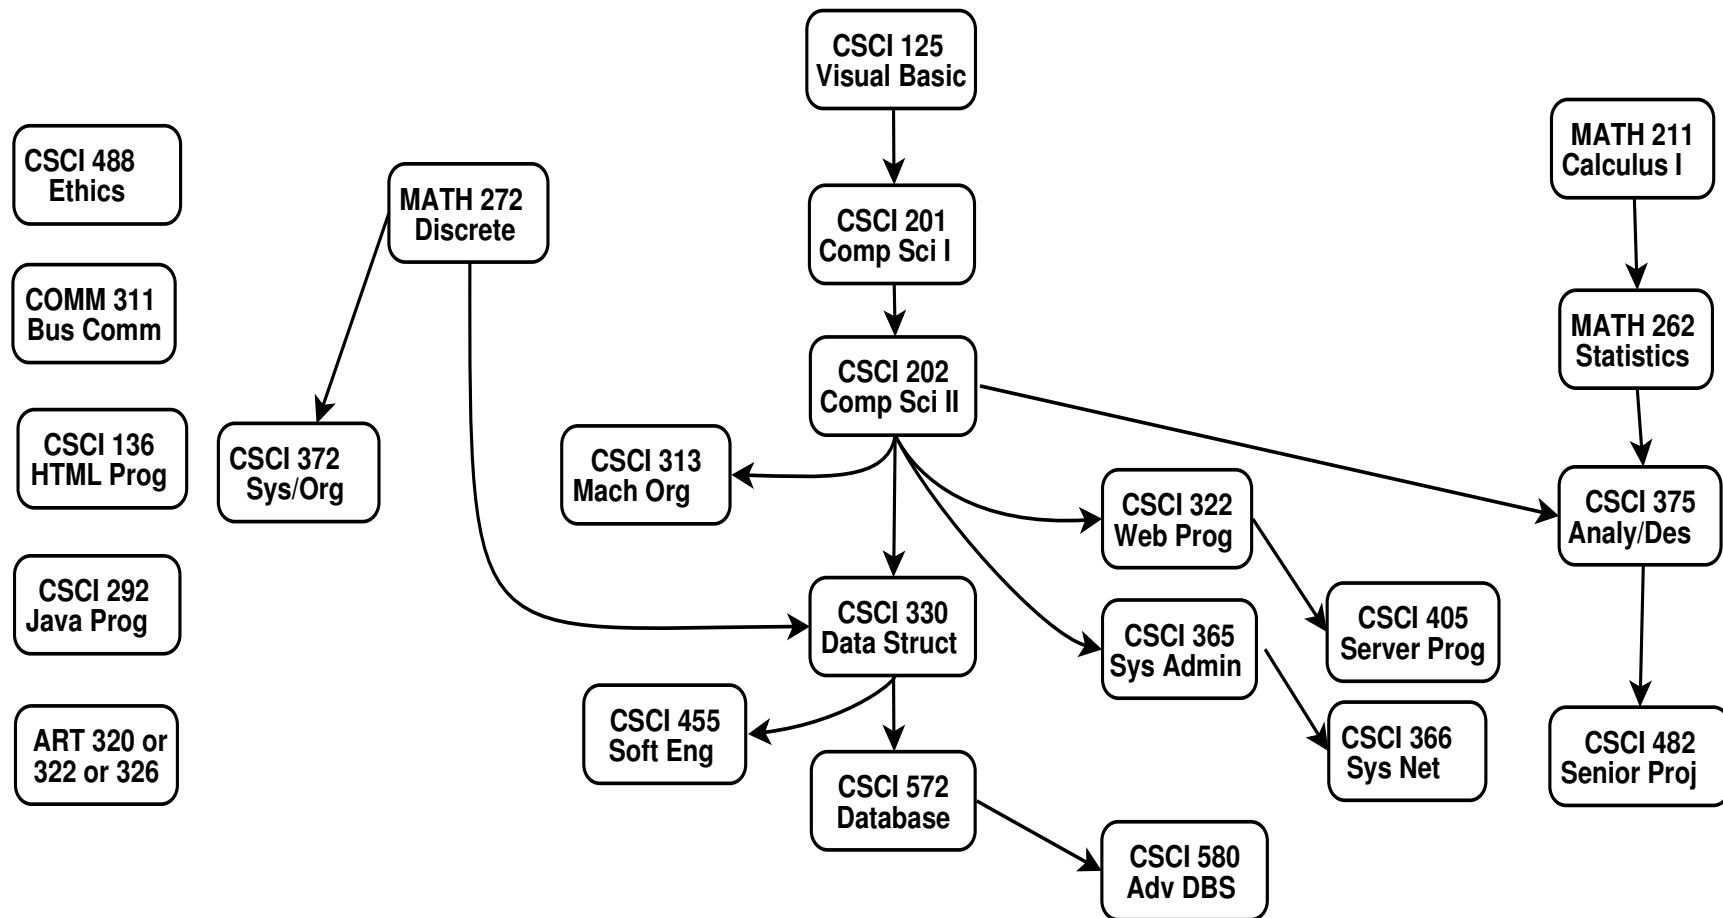 CSCI 125
Visual Basic
MATH 211
Calculus I
CSCI 488
Ethics
MATH 272
Discrete
CSCI 201
Comp Sci I
COMM 311
Bus Comm
MATH 262
Statistics
CSCI 202
Comp Sci II
CSCI 136
HTML Prog
CSCI 372
Sys/Org
CSCI 313
Mach Org
CSCI 322
Web Prog
CSCI 375
Analy/Des
CSCI 292
Java Prog
CSCI 330
Data Struct
CSCI 365
Sys Admin
CSCI 405
Server Prog
ART 320 or
322 or 326
CSCI 455
Soft Eng
CSCI 366
Sys Net
CSCI 482
Senior Proj
CSCI 572
Database
CSCI 580
Adv DBS